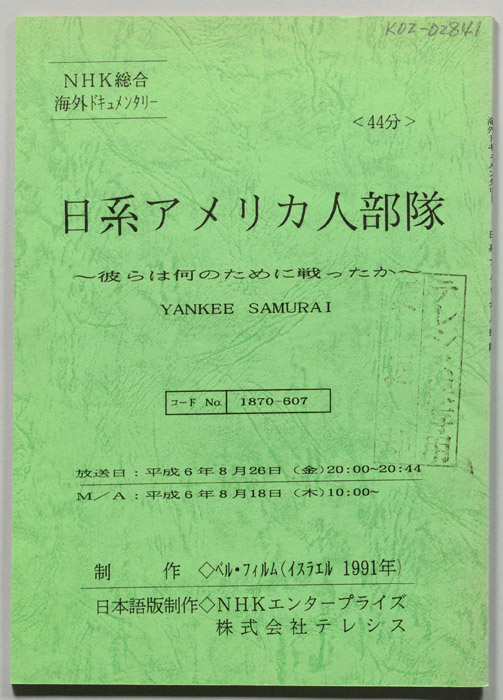 K02-02841
NHK総合
海外ドキュメンタリー
<44分>
日系アメリカ人部隊
~彼らは何のために戦ったか~
YANKEE SAMURAI
コード No. 1870-607
放送日:平成6年8月26日(金)20:00~20:44
M/A:平成6年8月18日(木)10:00~
制 作 ◇ベル・フィルム(イスラエル 1991年)
日本語版制作◇NHKエンタープライズ
株式会社テレシス